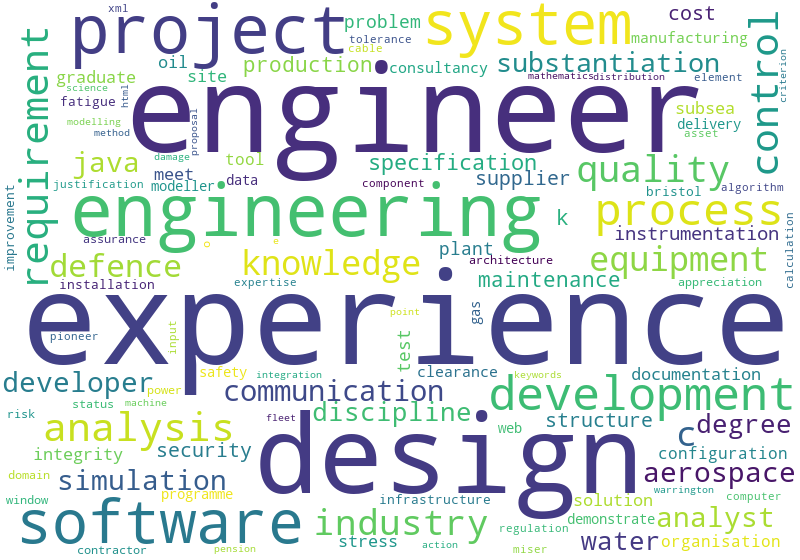 xml
project
system
cost
problem
tolerance
manufacturing
control
criterion
oil
production
cable
consultancy
substantiation
graduate
site
science
engineer
mathematics
distribution
element
requirement
fatigue
html
modelling
method
proposal
subsea
delivery
asset
java
damage
tool
specification
quality
justification
modeller
meet
data
component
supplier
bristol
algorithm
improvement
engineering
k
process
assurance
o
e
plant
architecture
instrumentation
calculation
defence
knowledge
equipment
installation
expertise
maintenance
appreciation
experience
gas
point
pioneer
input
test
developer
safety
clearance
documentation
power
integration
keywords
communication
development
status
machine
risk
fleet
discipline
structure
degree
analysis
web
c
integrity
security
design
configuration
domain
simulation
aerospace
warrington
computer
window
programme
infrastructure
solution
software
industry
regulation
demonstrate
analyst
contractor
pension
stress
action
miser
water
organisation